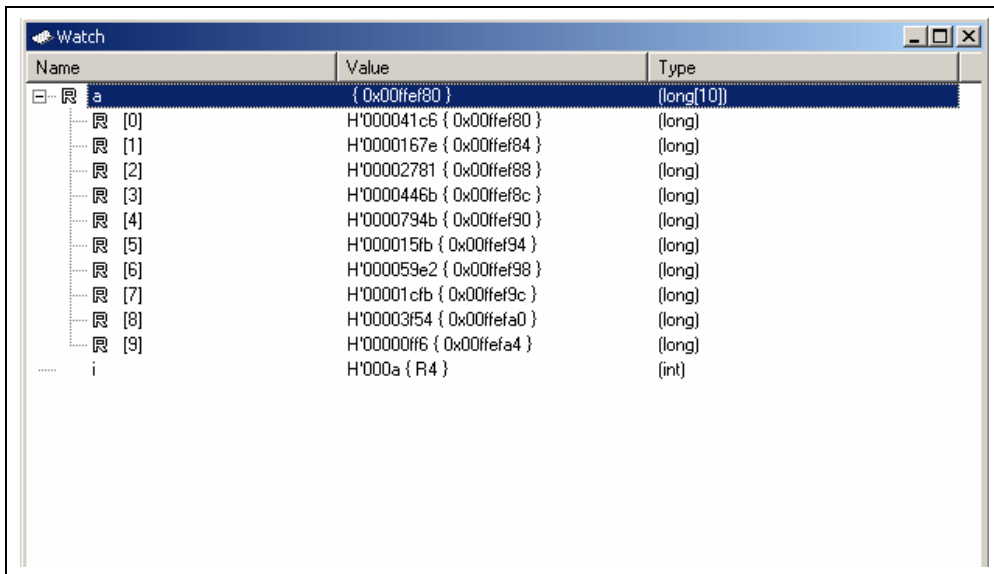 Watch
Name Value Type
R a { 0x00ffef80 } (long[10])
R [0] H'000041c6 { 0x00ffef80 } (long)
R [1] H'0000167e { 0x00ffef84 } (long)
R [2] H'00002781 { 0x00ffef88 } (long)
R [3] H'0000446b { 0x00ffef8c } (long)
R [4] H'0000794b { 0x00ffef90 } (long)
R [5] H'000015fb { 0x00ffef94 } (long)
R [6] H'000059e2 { 0x00ffef98 } (long)
R [7] H'00001cfb { 0x00ffef9c } (long)
R [8] H'00003f54 { 0x00ffefa0 } (long)
R [9] H'00000ff6 { 0x00ffefa4 } (long)
i H'000a { R4 } (int)